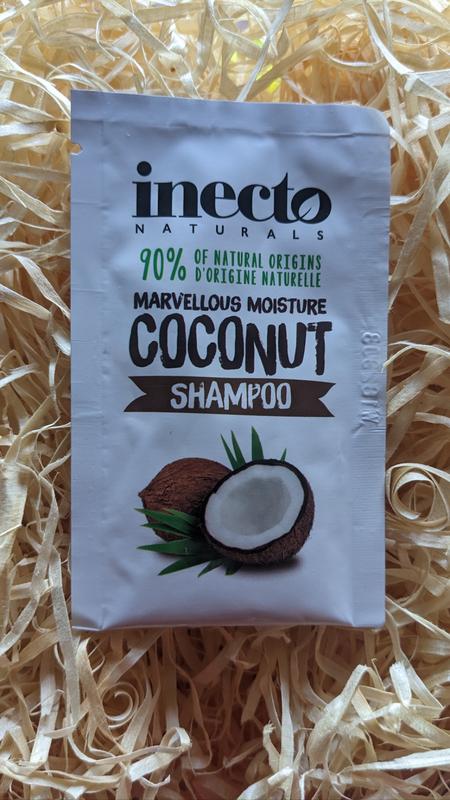 inecto
NATURALS
90% OF NATURAL ORIGINS
D'ORIGINE NATURELLE
MARVELLOUS MOISTURE
COCONUT
SHAMPOO